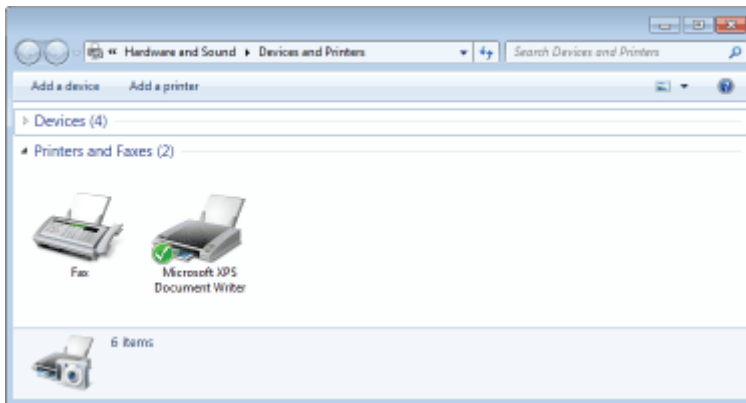 « Hardware and Sound ▸ Devices and Printers Search Devices and Printers
Add a device Add a printer
Devices (4)
Printers and Faxes (2)
Fax Microsoft XPS
Document Writer
6 items